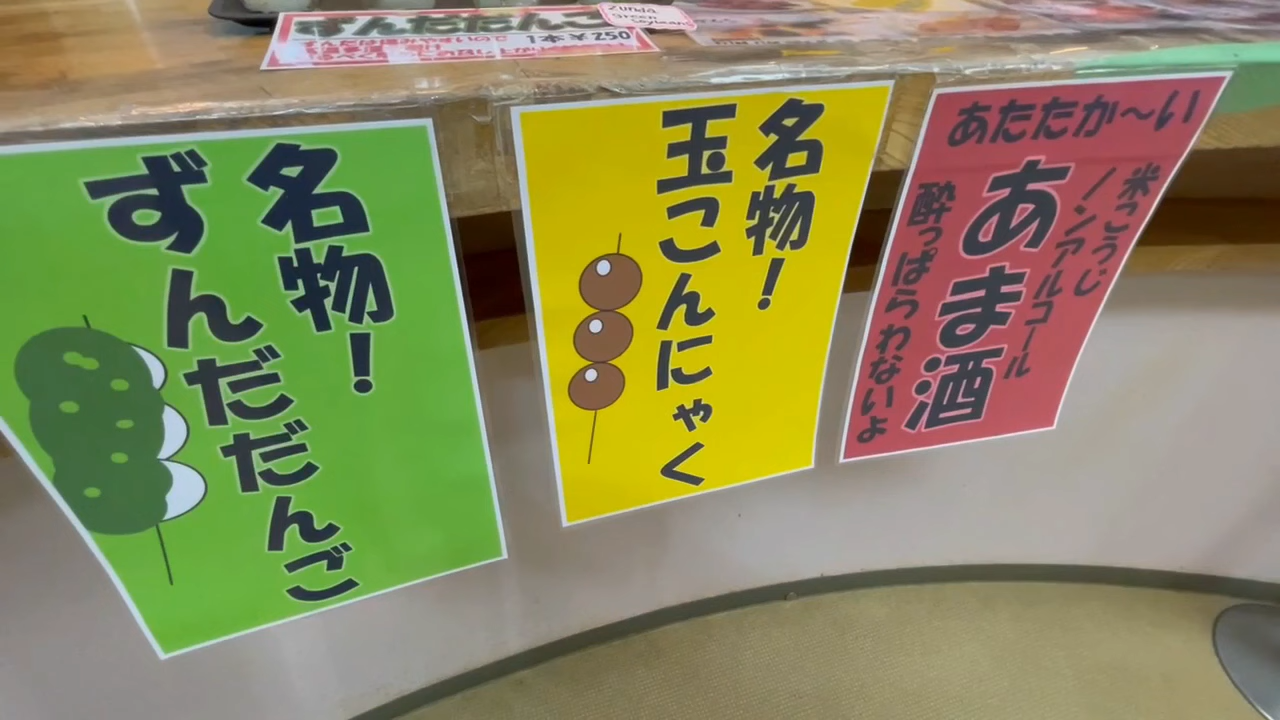 ずんだだんご
Zunda
Green
Soybeans
1本¥250
名物!
ずんだだんご
名物!
玉こんにゃく
あたたか〜い
米こうじ
ノンアルコール
あま酒
酔っぱらわないよ